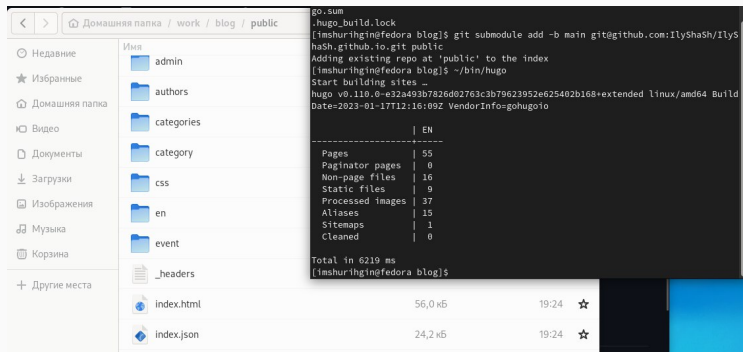 Домашняя папка / work / blog / public
Недавние
Избранные
Домашняя папка
Видео
Документы
Загрузки
Изображения
Музыка
Корзина
Другие места
Имя
admin
authors
categories
category
css
en
event
_headers
index.html 56,0 кБ 19:24
index.json 24,2 кБ 19:24
go.sum
.hugo_build.lock
[imshurihgin@fedora blog]$ git submodule add -b main git@github.com:IlyShaSh/IlyS
haSh.github.io.git public
Adding existing repo at 'public' to the index
[imshurihgin@fedora blog]$ ~/bin/hugo
Start building sites …
hugo v0.110.0-e32a493b7826d02763c3b79623952e625402b168+extended linux/amd64 Build
Date=2023-01-17T12:16:09Z VendorInfo=gohugoio
| EN
-------------------+-----
Pages | 55
Paginator pages | 0
Non-page files | 16
Static files | 9
Processed images | 37
Aliases | 15
Sitemaps | 1
Cleaned | 0
Total in 6219 ms
[imshurihgin@fedora blog]$